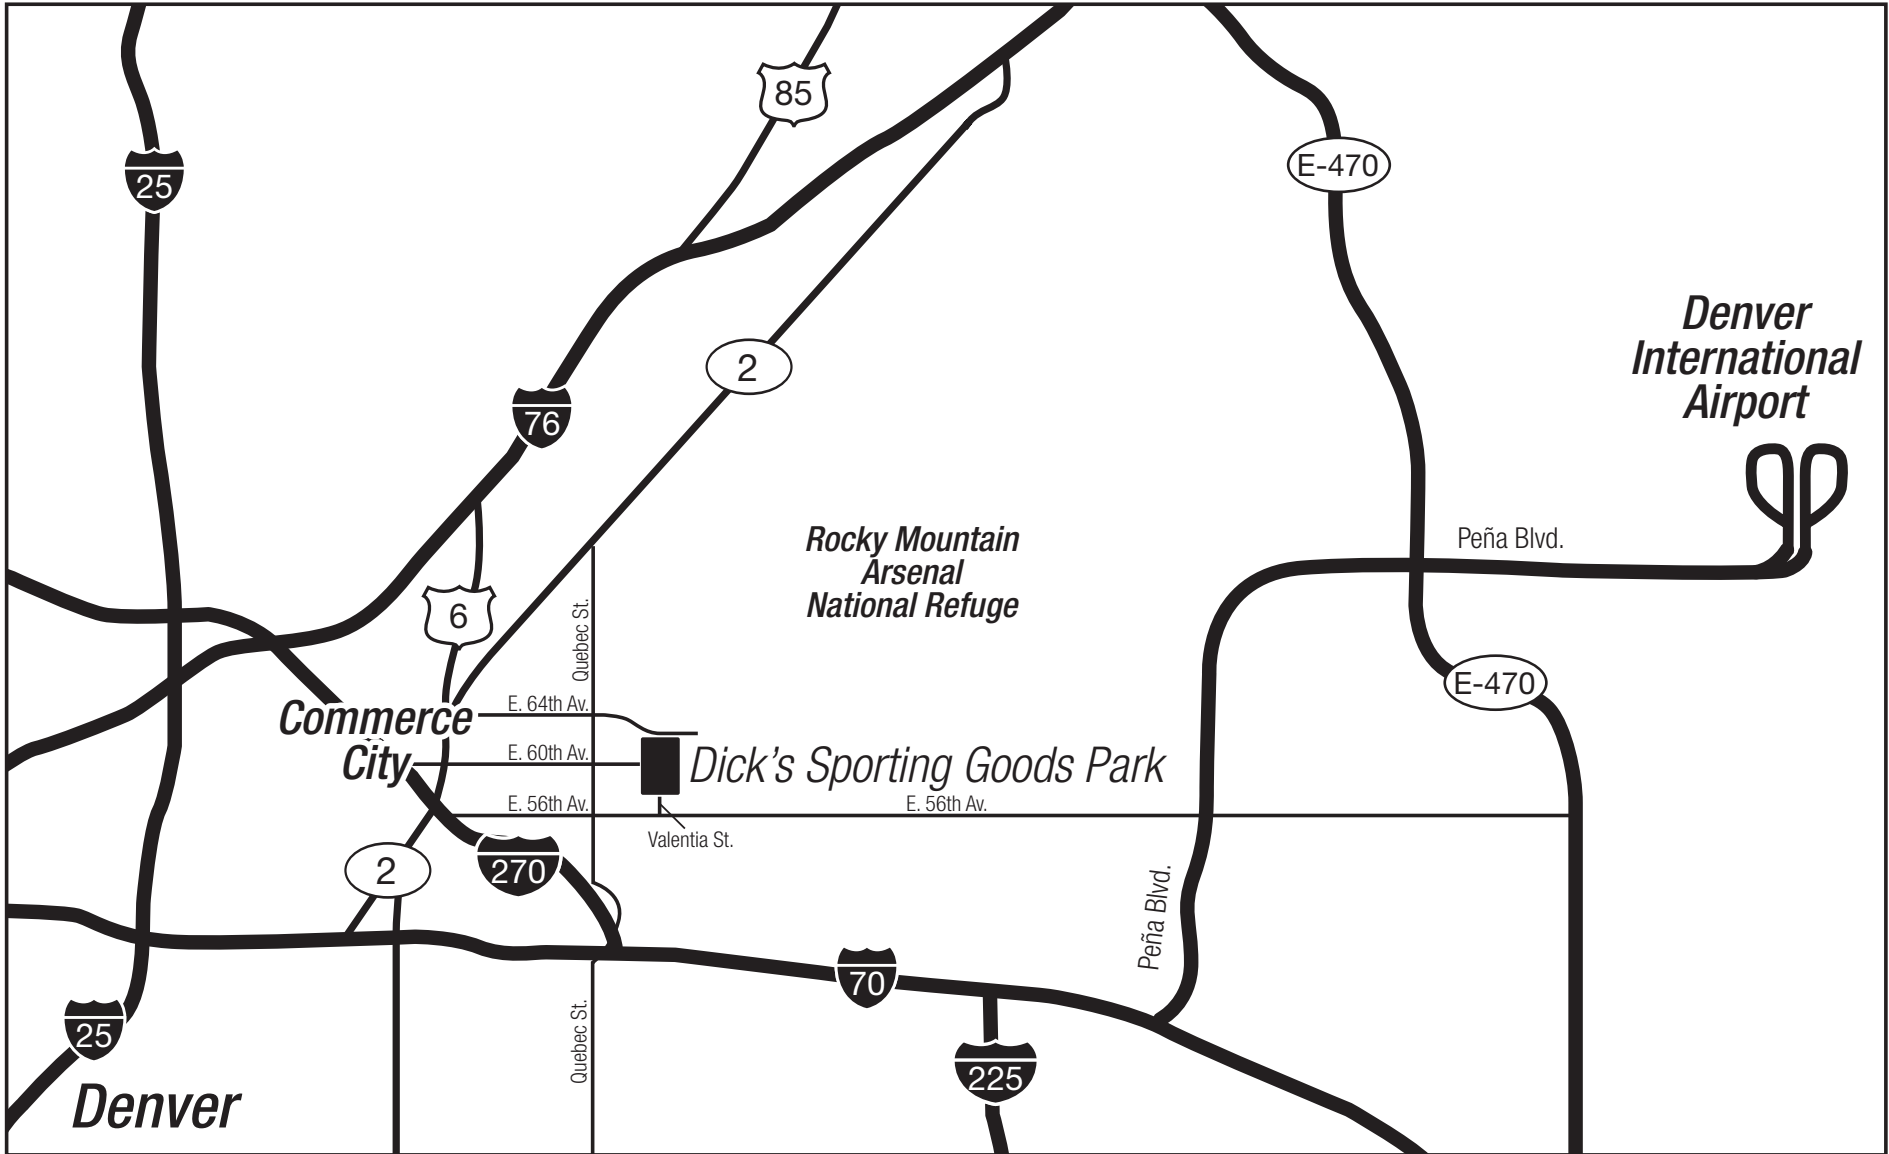 85
25
E-470
Denver
International
Airport
2
76
Rocky Mountain
Arsenal
National Refuge
Peña Blvd.
6
Quebec St.
E-470
E. 64th Av.
Commerce
City
E. 60th Av.
Dick's Sporting Goods Park
E. 56th Av.
E. 56th Av.
Valentia St.
2
270
Peña Blvd.
70
25
Quebec St.
225
Denver